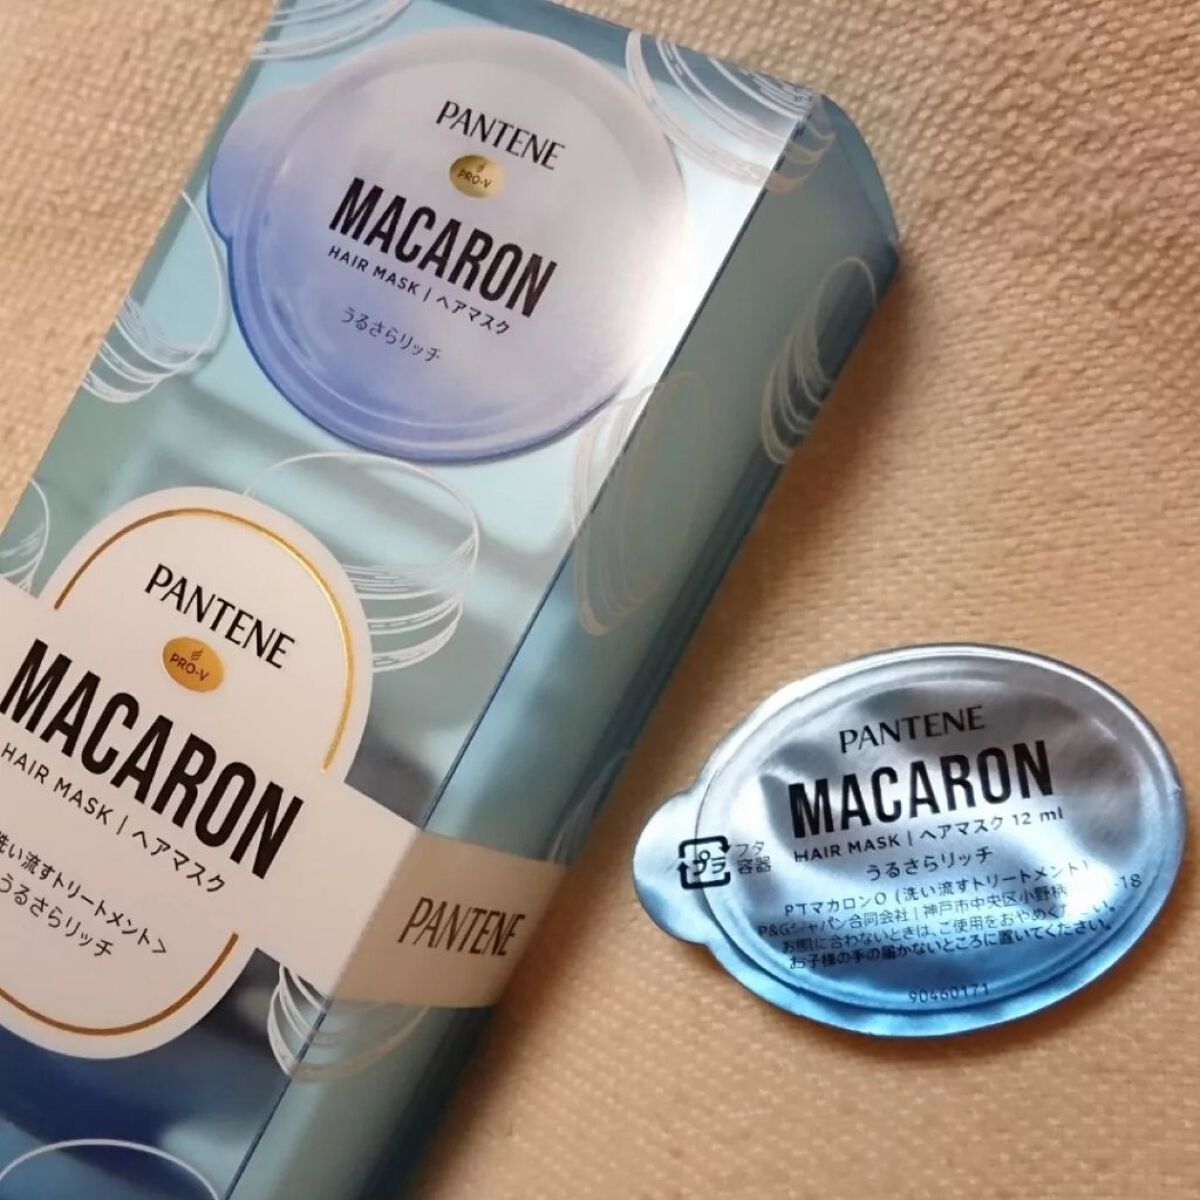 PANTENE
PRO-V
MACARON
HAIR MASK | ヘアマスク
うるさらリッチ
PANTENE
PRO-V
MACARON
HAIR MASK | ヘアマスク
洗い流すトリートメント>
うるさらリッチ
PANTENE
PANTENE
MACARON
HAIR MASK | ヘアマスク 12 ml
うるさらリッチ
プラ
フタ
容器
PTマカロンO (洗い流すトリートメント)
P&Gジャパン合同会社 | 神戸市中央区小野柄 -18
お肌に合わないときは、ご使用をおやめください。
お子様の手の届かないところに置いてください。
90460171